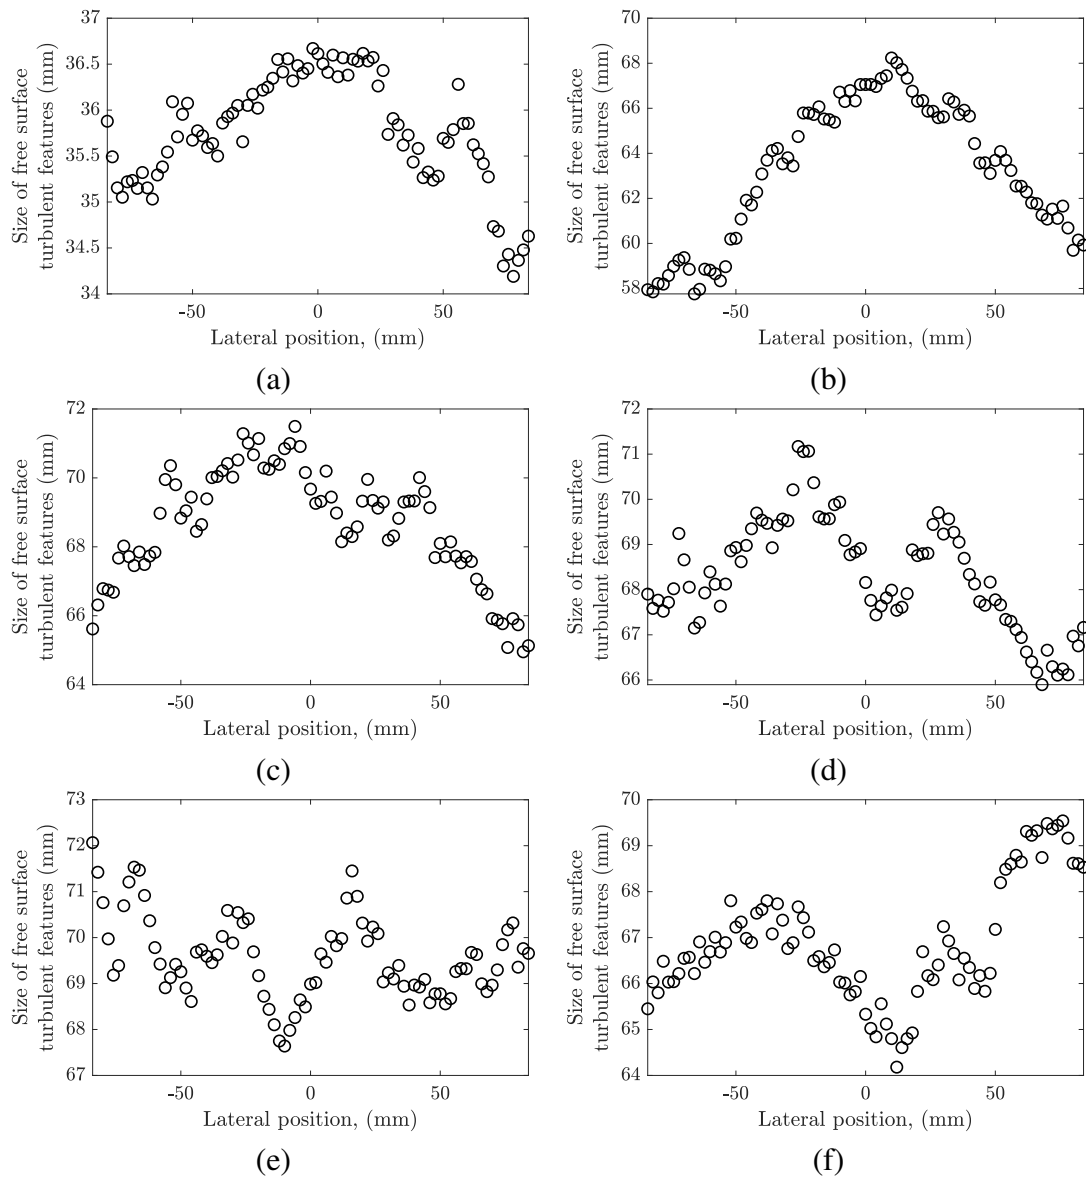 37
36.5
36
35.5
35
34.5
34
Size of free surface
turbulent features (mm)
-50 0 50
Lateral position, (mm)
(a)
70
68
66
64
62
60
58
Size of free surface
turbulent features (mm)
-50 0 50
Lateral position, (mm)
(b)
72
70
68
66
64
Size of free surface
turbulent features (mm)
-50 0 50
Lateral position, (mm)
(c)
72
71
70
69
68
67
66
Size of free surface
turbulent features (mm)
-50 0 50
Lateral position, (mm)
(d)
73
72
71
70
69
68
67
Size of free surface
turbulent features (mm)
-50 0 50
Lateral position, (mm)
(e)
70
69
68
67
66
65
64
Size of free surface
turbulent features (mm)
-50 0 50
Lateral position, (mm)
(f)